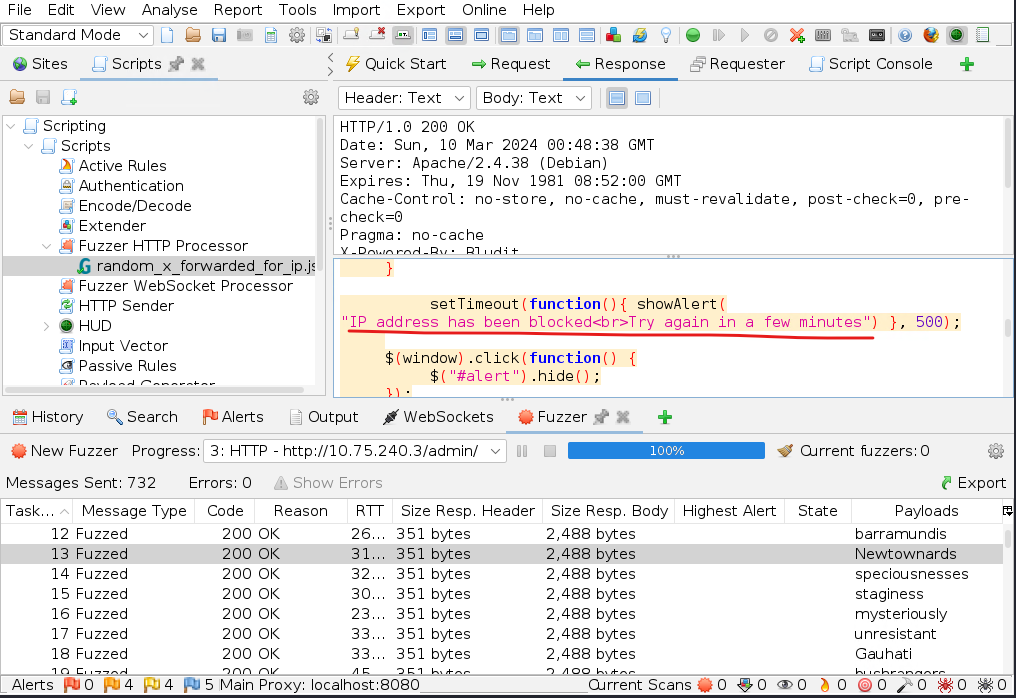 File Edit View Analyse Report Tools Import Export Online Help
Standard Mode
Sites Scripts Quick Start Request Response Requester Script Console
Header: Text Body: Text
Scripting
Scripts
Active Rules
Authentication
Encode/Decode
Extender
Fuzzer HTTP Processor
random_x_forwarded_for_ip.js
Fuzzer WebSocket Processor
HTTP Sender
HUD
Input Vector
Passive Rules
Payload Generator
HTTP/1.0 200 OK
Date: Sun, 10 Mar 2024 00:48:38 GMT
Server: Apache/2.4.38 (Debian)
Expires: Thu, 19 Nov 1981 08:52:00 GMT
Cache-Control: no-store, no-cache, must-revalidate, post-check=0, pre-
check=0
Pragma: no-cache
X-Powered-By: Bludit
}
setTimeout(function(){ showAlert(
"IP address has been blocked<br>Try again in a few minutes") }, 500);
$(window).click(function() {
$("#alert").hide();
});
History Search Alerts Output WebSockets Fuzzer
New Fuzzer Progress: 3: HTTP - http://10.75.240.3/admin/ 100% Current fuzzers: 0
Messages Sent: 732 Errors: 0 Show Errors Export
Task... Message Type Code Reason RTT Size Resp. Header Size Resp. Body Highest Alert State Payloads
12 Fuzzed 200 OK 26... 351 bytes 2,488 bytes barramundis
13 Fuzzed 200 OK 31... 351 bytes 2,488 bytes Newtownards
14 Fuzzed 200 OK 32... 351 bytes 2,488 bytes speciousnesses
15 Fuzzed 200 OK 30... 351 bytes 2,488 bytes staginess
16 Fuzzed 200 OK 23... 351 bytes 2,488 bytes mysteriously
17 Fuzzed 200 OK 33... 351 bytes 2,488 bytes unresistant
18 Fuzzed 200 OK 33... 351 bytes 2,488 bytes Gauhati
19 Fuzzed 200 OK 45... 351 bytes 2,488 bytes bushrangers
Alerts 0 4 4 5 Main Proxy: localhost:8080 Current Scans 0 0 0 0 0 0 0 0